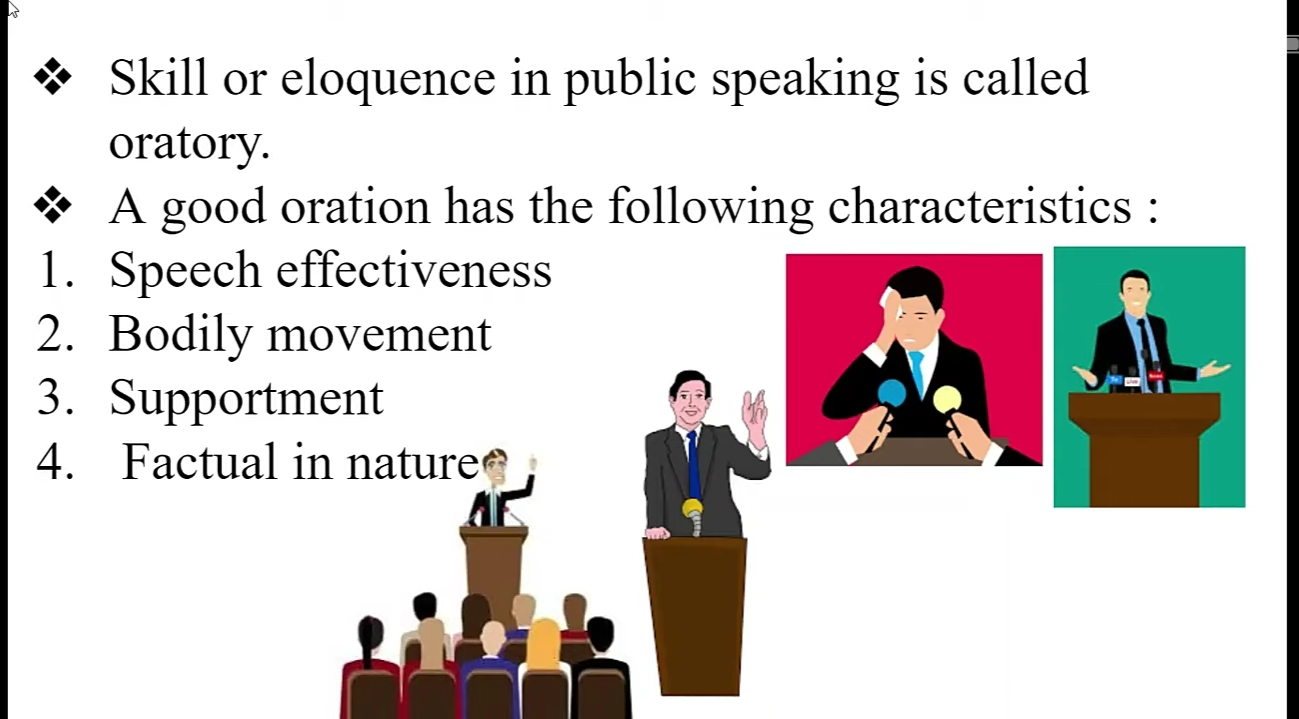 ❖ Skill or eloquence in public speaking is called
oratory.
❖ A good oration has the following characteristics :
1. Speech effectiveness
2. Bodily movement
3. Supportment
4. Factual in nature
LIVE